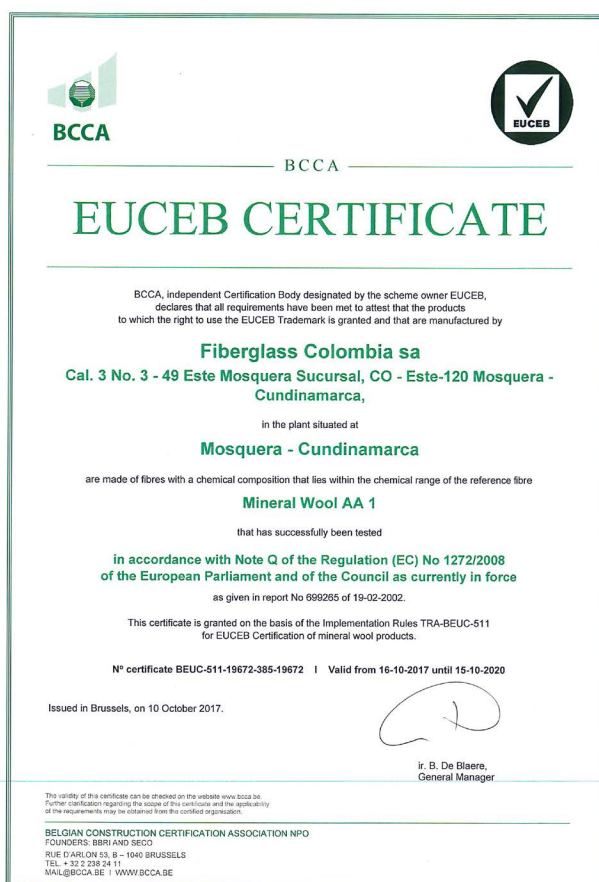 BCCA
EUCEB
BCCA
EUCEB CERTIFICATE
BCCA, independent Certification Body designated by the scheme owner EUCEB,
declares that all requirements have been met to attest that the products
to which the right to use the EUCEB Trademark is granted and that are manufactured by
Fiberglass Colombia sa
Cal. 3 No. 3 - 49 Este Mosquera Sucursal, CO - Este-120 Mosquera -
Cundinamarca,
in the plant situated at
Mosquera - Cundinamarca
are made of fibres with a chemical composition that lies within the chemical range of the reference fibre
Mineral Wool AA 1
that has successfully been tested
in accordance with Note Q of the Regulation (EC) No 1272/2008
of the European Parliament and of the Council as currently in force
as given in report No 699265 of 19-02-2002.
This certificate is granted on the basis of the Implementation Rules TRA-BEUC-511
for EUCEB Certification of mineral wool products.
N° certificate BEUC-511-19672-385-19672 I Valid from 16-10-2017 until 15-10-2020
Issued in Brussels, on 10 October 2017.
ir. B. De Blaere,
General Manager
The validity of this certificate can be checked on the website www.bcca.be.
Further clarification regarding the scope of this certificate and the applicability
of the requirements may be obtained from the certified organisation.
BELGIAN CONSTRUCTION CERTIFICATION ASSOCIATION NPO
FOUNDERS: BBRI AND SECO
RUE D'ARLON 53, B – 1040 BRUSSELS
TEL. + 32 2 238 24 11
MAIL@BCCA.BE I WWW.BCCA.BE